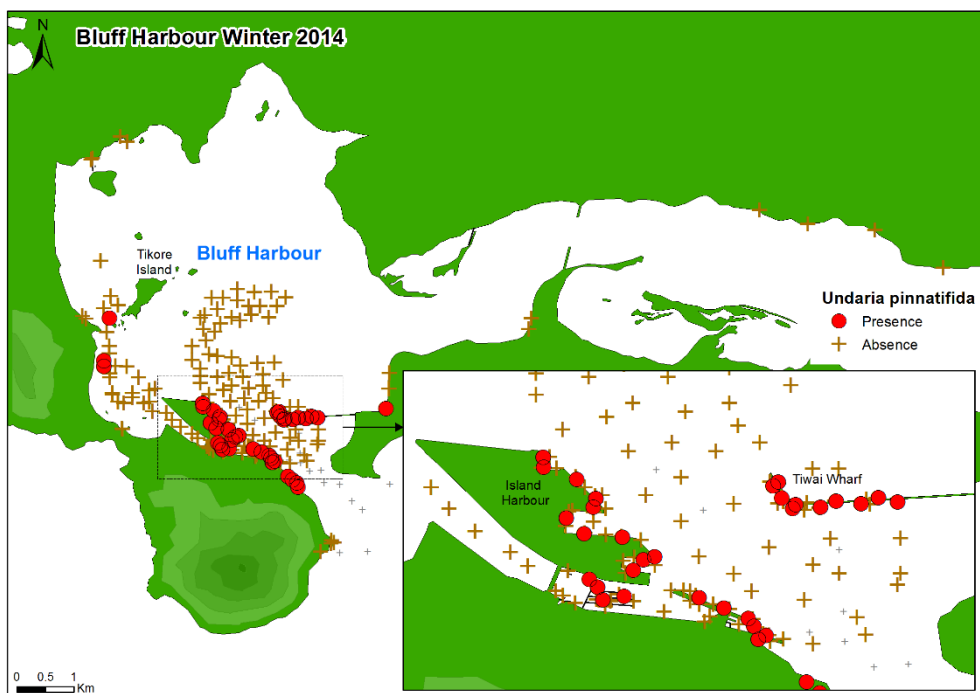 N
Bluff Harbour Winter 2014
Tikore
Island
Bluff Harbour
Undaria pinnatifida
Presence
Absence
Island
Harbour
Tiwai Wharf
0 0.5 1
Km